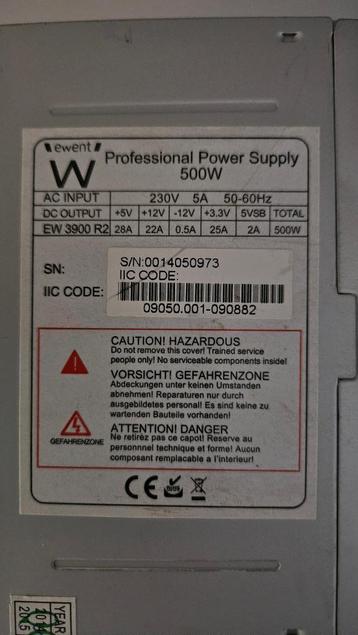 ewent
W
Professional Power Supply
500W
AC INPUT 230V 5A 50-60Hz
DC OUTPUT +5V +12V -12V +3.3V 5VSB TOTAL
EW 3900 R2 28A 22A 0.5A 25A 2A 500W
SN: S/N:0014050973
IIC CODE:
IIC CODE:
09050.001-090882
CAUTION! HAZARDOUS
Do not remove this cover! Trained service
people only! No serviceable components inside!
VORSICHT! GEFAHRENZONE
Abdeckungen unter keinen Umständen
abnehmen! Reparaturen nur durch
ausgebildetes personal! Es sind keine zu
wartenden Bauteile vorhanden!
GEFAHRENZONE
ATTENTION! DANGER
Ne retirez pas ce capot! Reserve au
personnnel technique et forme! Aucun
composant remplacable a l'interieur!
CE
YEAR
2015